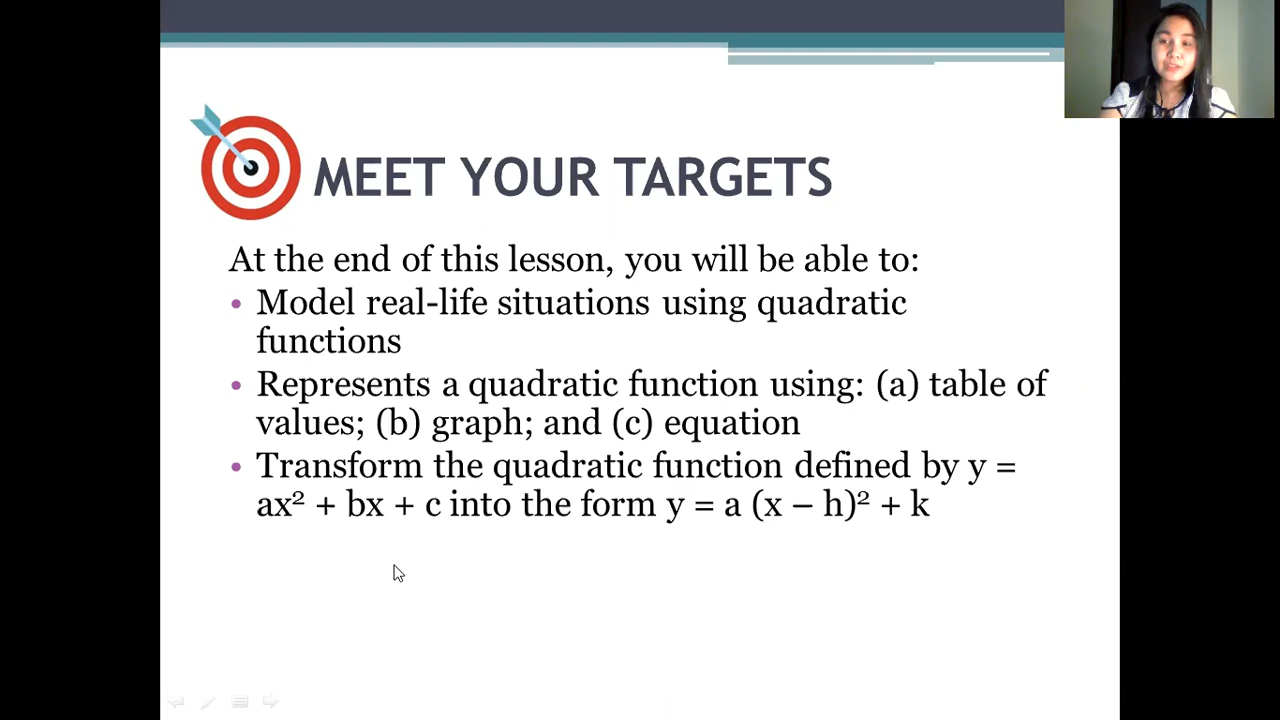 MEET YOUR TARGETS
At the end of this lesson, you will be able to:
• Model real-life situations using quadratic
functions
• Represents a quadratic function using: (a) table of
values; (b) graph; and (c) equation
• Transform the quadratic function defined by y =
ax² + bx + c into the form y = a (x – h)² + k